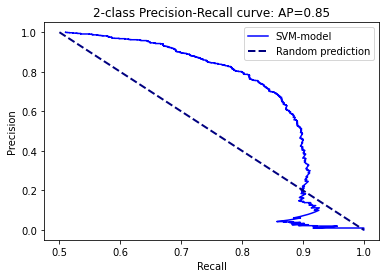 2-class Precision-Recall curve: AP=0.85
SVM-model
Random prediction
Precision
1.0
0.8
0.6
0.4
0.2
0.0
0.5 0.6 0.7 0.8 0.9 1.0
Recall